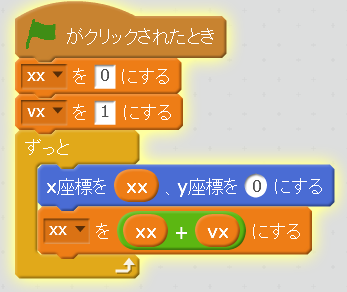 がクリックされたとき
xx を 0 にする
vx を 1 にする
ずっと
x座標を xx 、y座標を 0 にする
xx を xx + vx にする